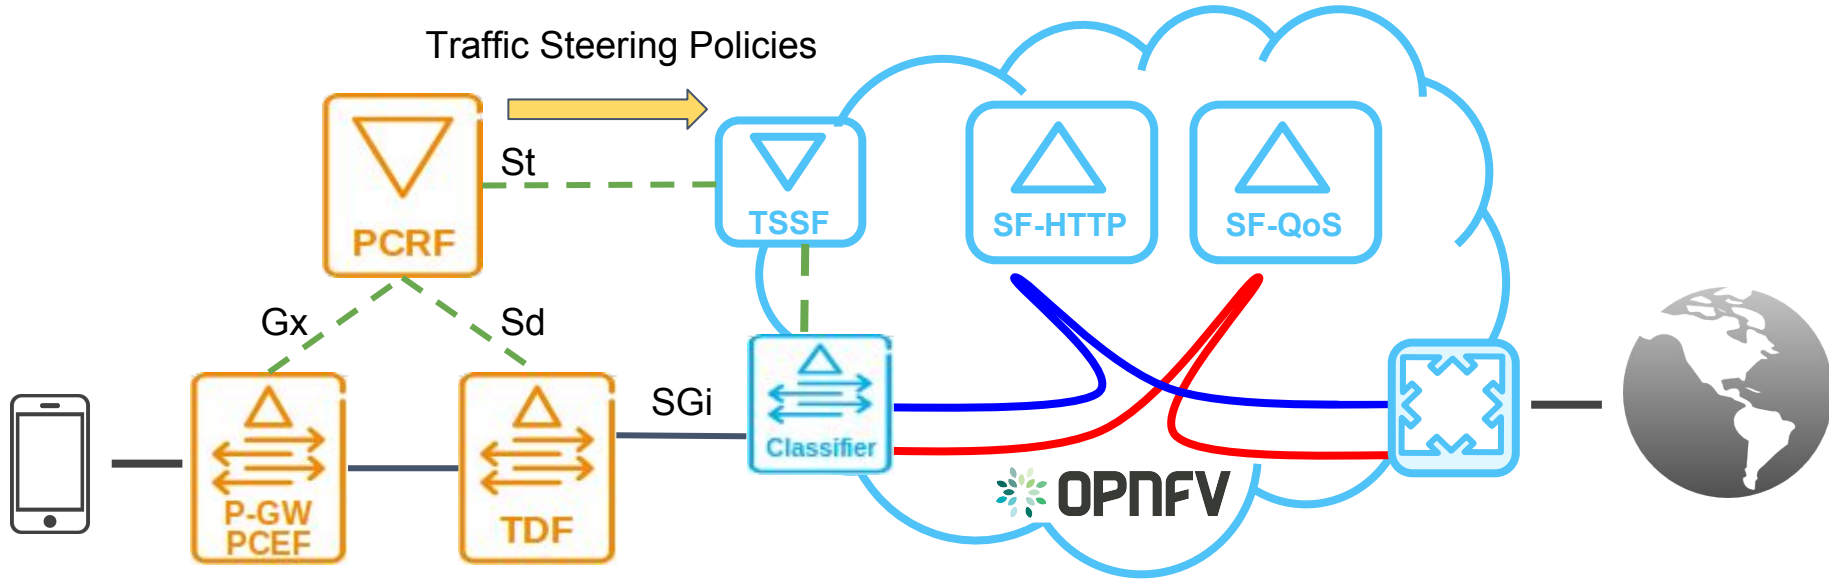 Traffic Steering Policies
St
PCRF
TSSF
SF-HTTP
SF-QoS
Gx
Sd
SGi
Classifier
P-GW
PCEF
TDF
OPNFV